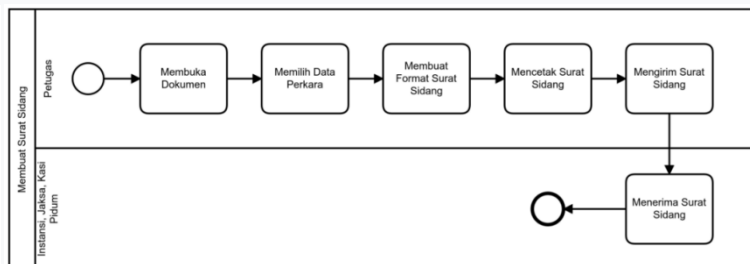 Membuat Surat Sidang
Petugas
Membuka
Dokumen
Memilih Data
Perkara
Membuat
Format Surat
Sidang
Mencetak Surat
Sidang
Mengirim Surat
Sidang
Instansi, Jaksa, Kasi
Pidum
Menerima Surat
Sidang